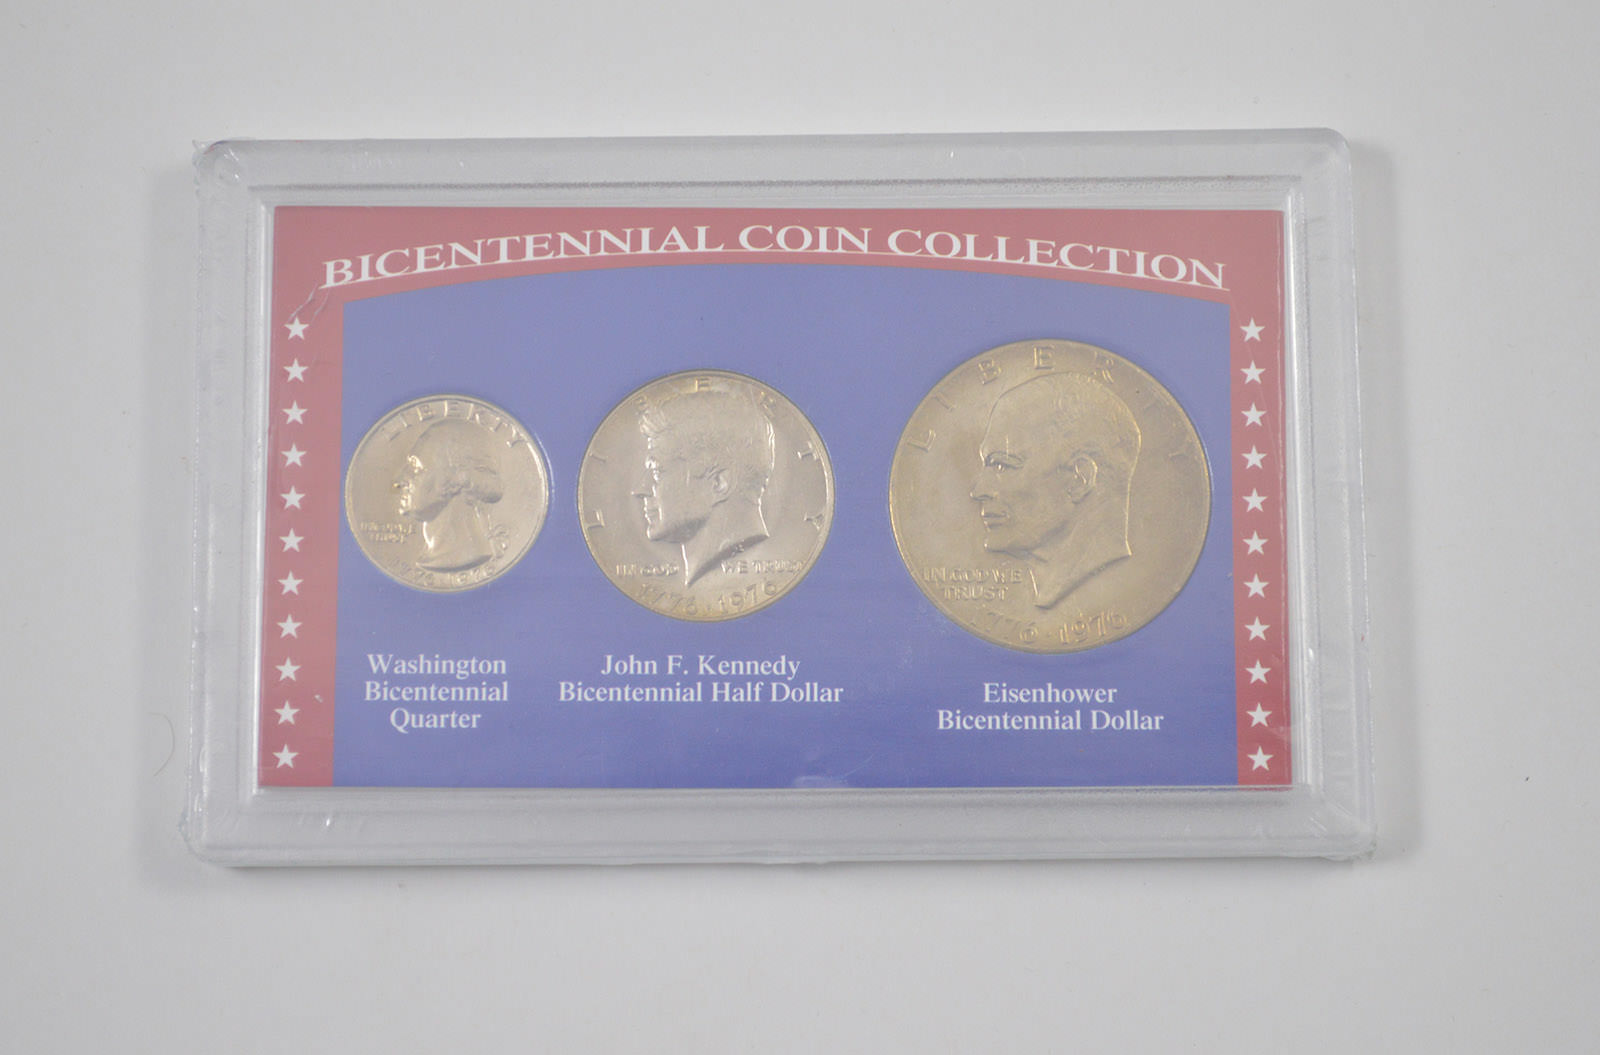 BICENTENNIAL COIN COLLECTION
LIBERTY
IN GOD WE
TRUST
1776·1976
Washington
Bicentennial
Quarter
LIBERTY
IN GOD WE TRUST
1776·1976
John F. Kennedy
Bicentennial Half Dollar
LIBERTY
IN GOD WE
TRUST
1776·1976
Eisenhower
Bicentennial Dollar